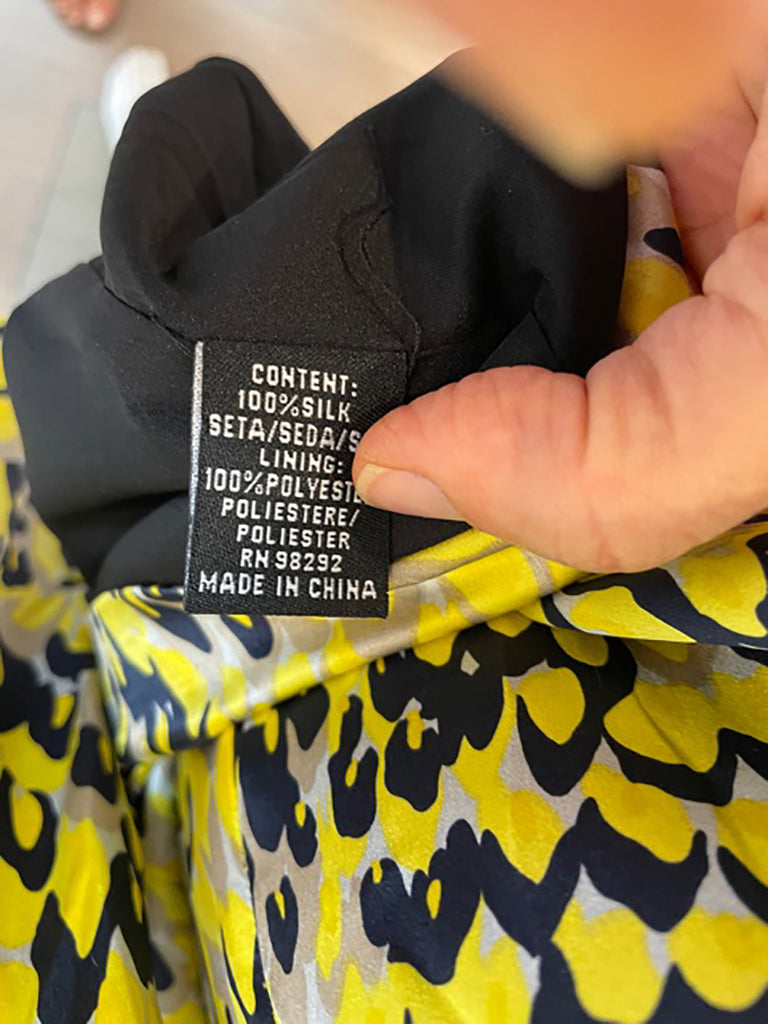 CONTENT:
100%SILK
SETA/SEDA/S
LINING:
100%POLYESTE
POLIESTERE/
POLIESTER
RN 98292
MADE IN CHINA